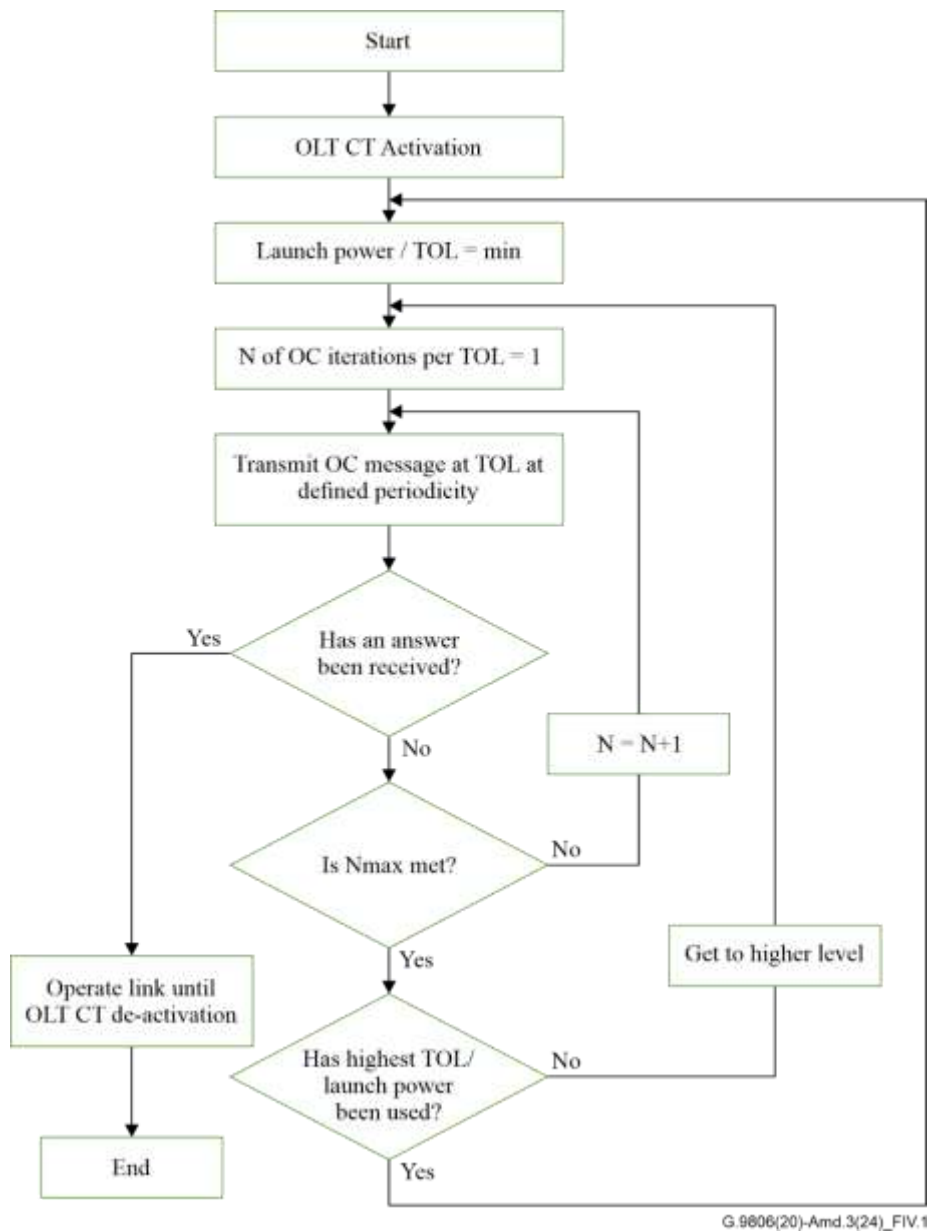 Start
OLT CT Activation
Launch power / TOL = min
N of OC iterations per TOL = 1
Transmit OC message at TOL at
defined periodicity
Yes
Has an answer
been received?
No
N = N+1
Is Nmax met?
No
Yes
Get to higher level
Operate link until
OLT CT de-activation
Has highest TOL/
launch power
been used?
No
End
Yes
G.9806(20)-Amd.3(24)_FIV.1